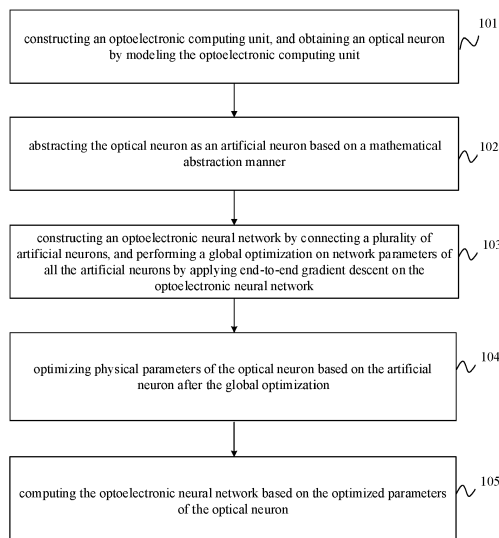 101
constructing an optoelectronic computing unit, and obtaining an optical neuron
by modeling the optoelectronic computing unit
102
abstracting the optical neuron as an artificial neuron based on a mathematical
abstraction manner
103
constructing an optoelectronic neural network by connecting a plurality of
artificial neurons, and performing a global optimization on network parameters of
all the artificial neurons by applying end-to-end gradient descent on the
optoelectronic neural network
104
optimizing physical parameters of the optical neuron based on the artificial
neuron after the global optimization
105
computing the optoelectronic neural network based on the optimized parameters
of the optical neuron